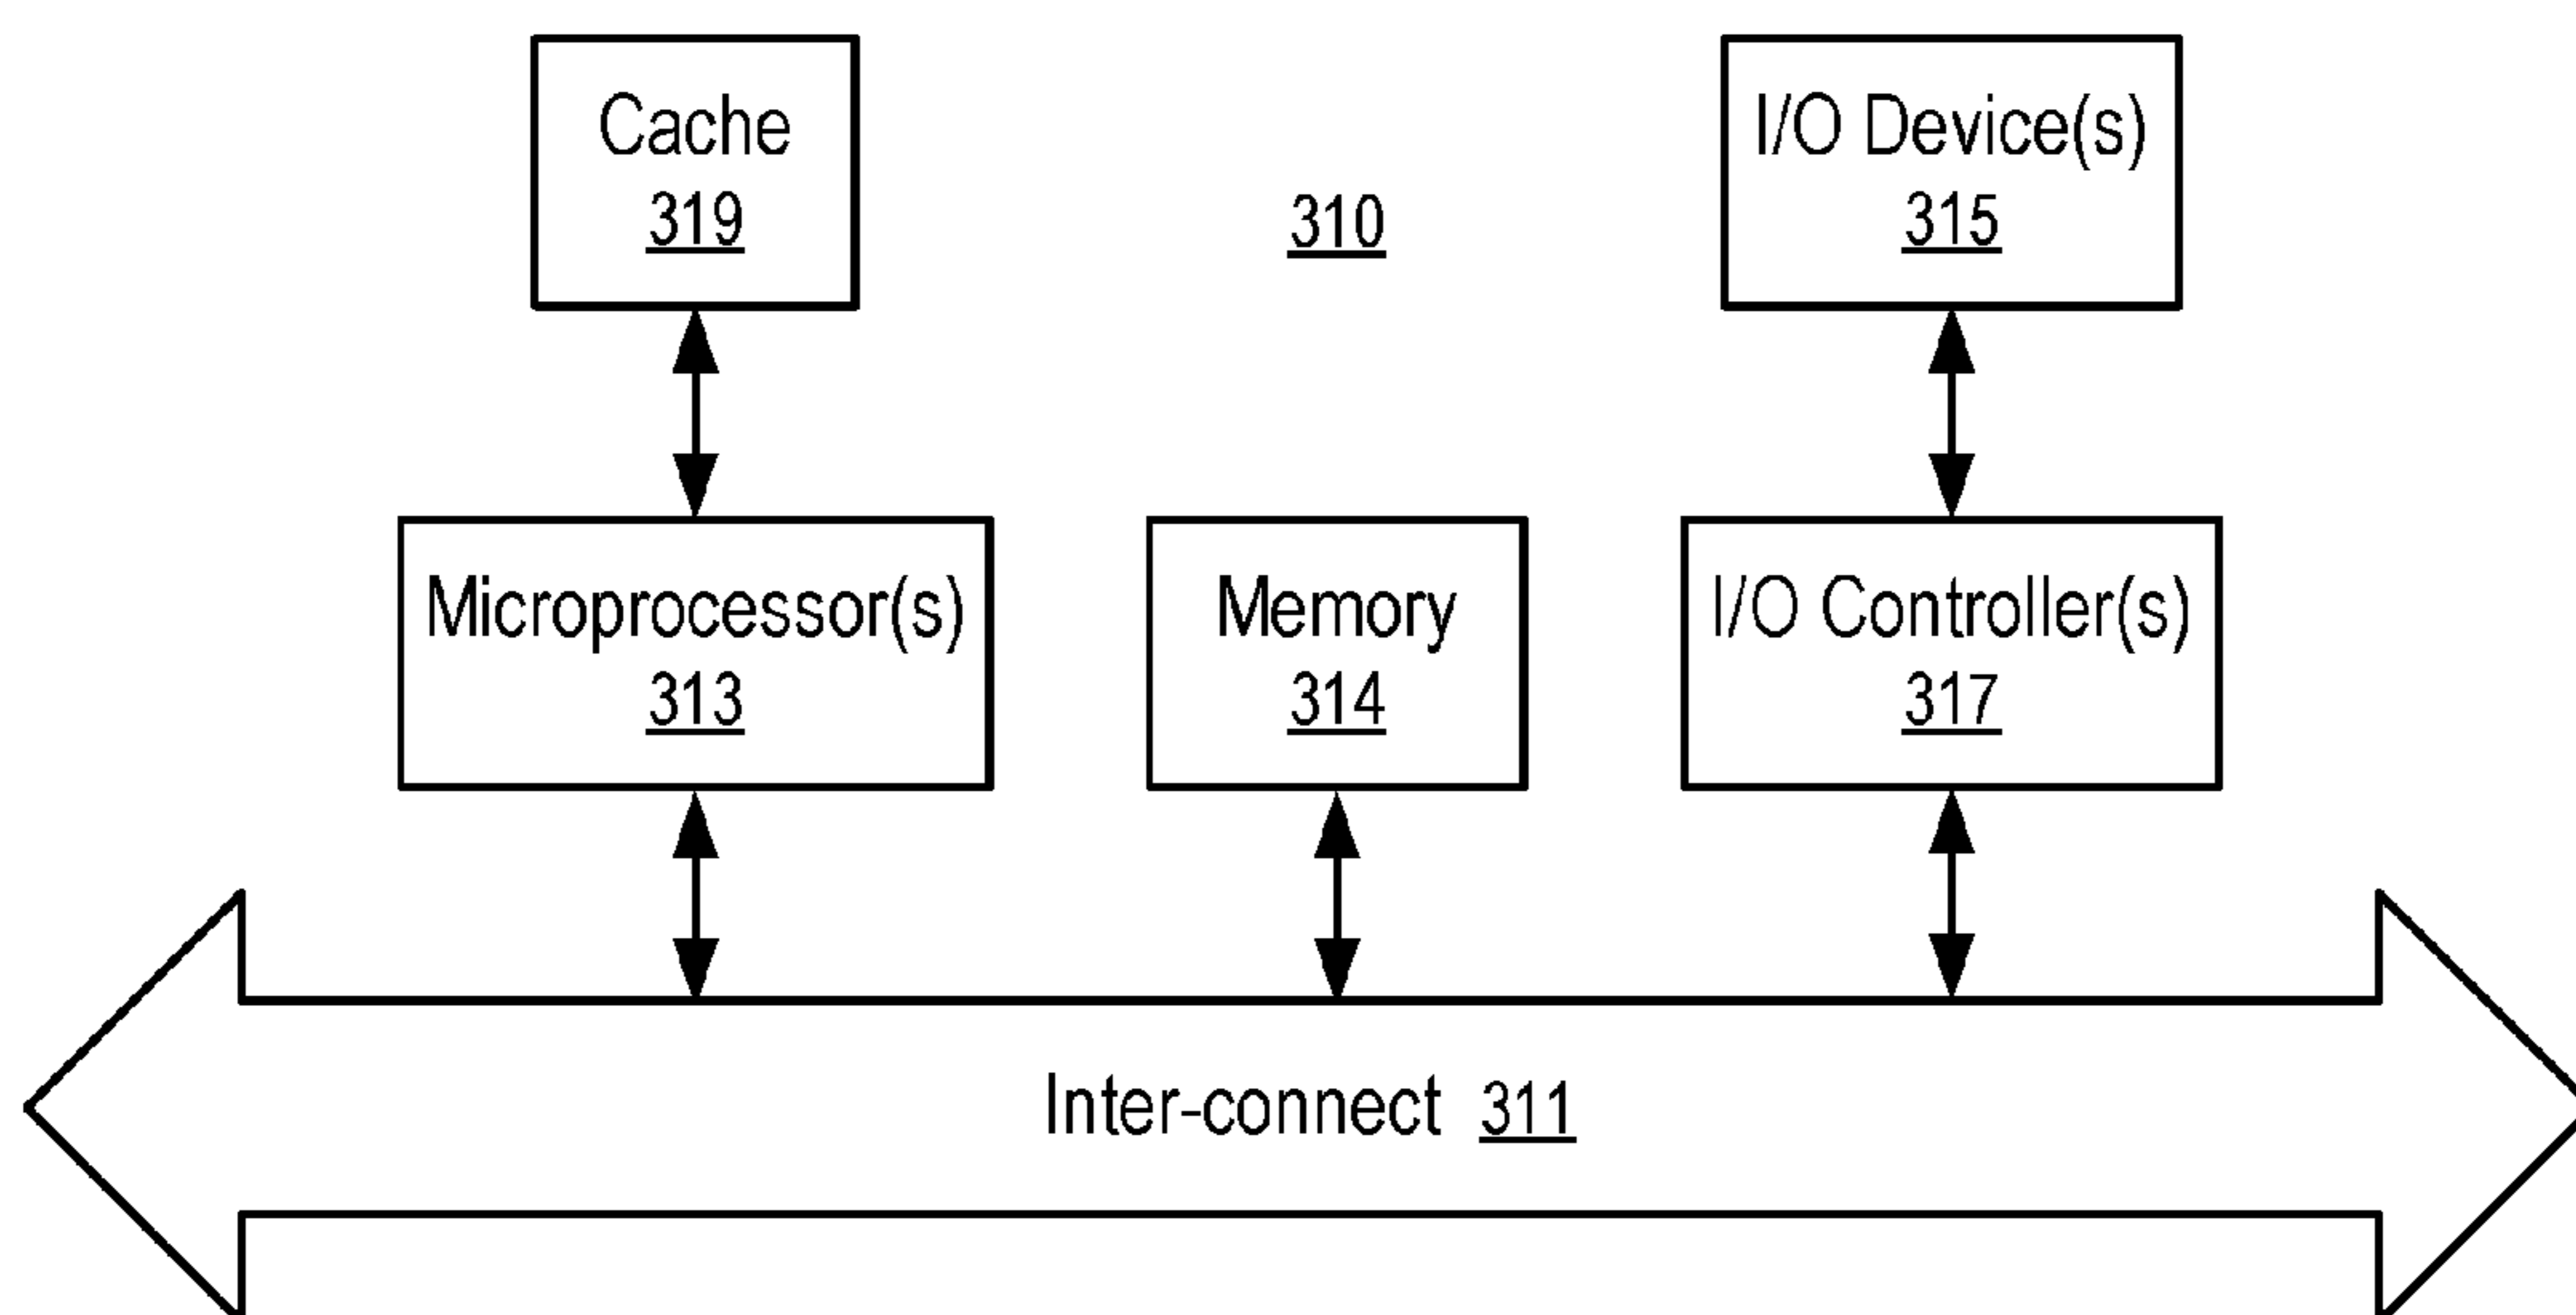 Cache
319
310
I/O Device(s)
315
Microprocessor(s)
313
Memory
314
I/O Controller(s)
317
Inter-connect 311